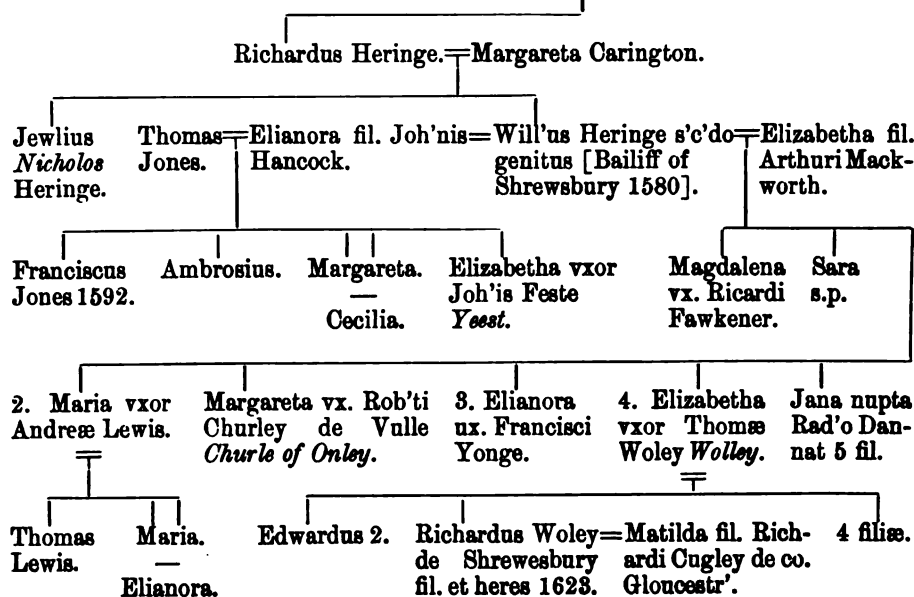 Richardus Heringe.═Margareta Carington.
Jewlius
Nicholos
Heringe.
Thomas═Elianora fil. Joh'nis═Will'us Heringe s'c'do═Elizabetha fil.
Jones.
Hancock.
genitus [Bailiff of
Shrewsbury 1580].
Arthuri Mack-
worth.
Franciscus
Jones 1592.
Ambrosius.
Margareta.
—
Cecilia.
Elizabetha vxor
Joh'is Feste
Yeest.
Magdalena
vx. Ricardi
Fawkener.
Sara
s.p.
2. Maria vxor
Andreæ Lewis.
Margareta vx. Rob'ti
Churley de Vulle
Churle of Onley.
3. Elianora
ux. Francisci
Yonge.
4. Elizabetha
vxor Thomæ
Woley Wolley.
Jana nupta
Rad'o Dan-
nat 5 fil.
Thomas
Lewis.
Maria.
—
Elianora.
Edwardus 2.
Richardus Woley═Matilda fil. Rich-
de Shrewesbury
fil. et heres 1623.
ardi Cugley de co.
Gloucestr'.
4 filiæ.